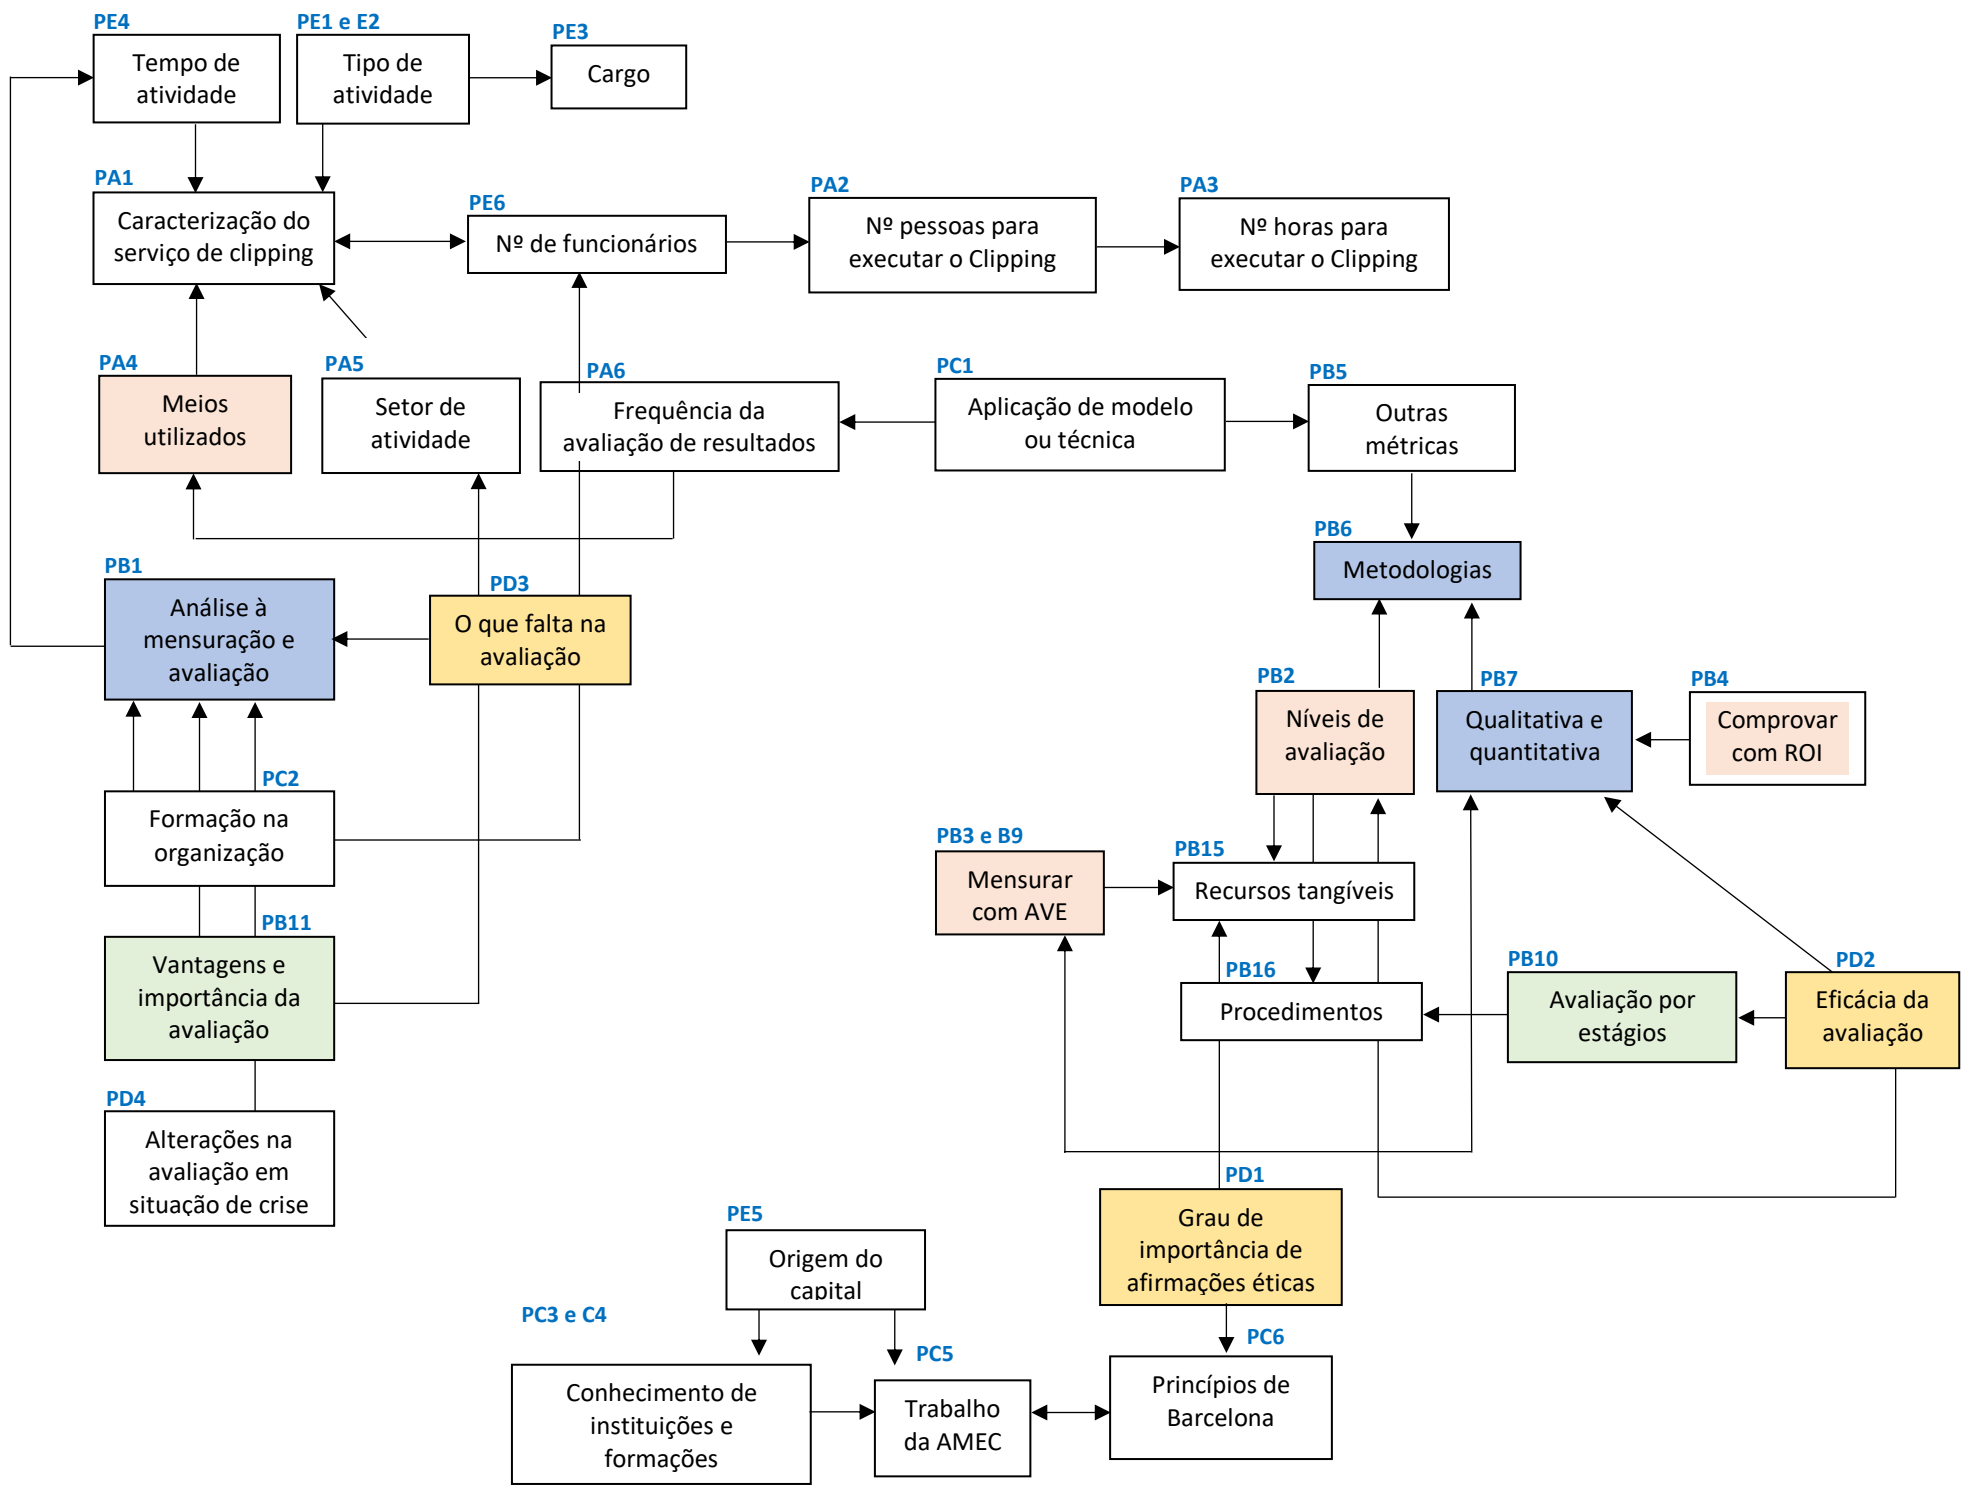 PE4
Tempo de
atividade
PE1 e E2
Tipo de
atividade
PE3
Cargo
PA1
Caracterização do
serviço de clipping
PE6
Nº de funcionários
PA2
Nº pessoas para
executar o Clipping
PA3
Nº horas para
executar o Clipping
PA4
Meios
utilizados
PA5
Setor de
atividade
PA6
Frequência da
avaliação de resultados
PC1
Aplicação de modelo
ou técnica
PB5
Outras
métricas
PB6
Metodologias
PB1
Análise à
mensuração e
avaliação
PD3
O que falta na
avaliação
PB2
Níveis de
avaliação
PB7
Qualitativa e
quantitativa
PB4
Comprovar
com ROI
PC2
Formação na
organização
PB3 e B9
Mensurar
com AVE
PB15
Recursos tangíveis
PB11
Vantagens e
importância da
avaliação
PB16
Procedimentos
PB10
Avaliação por
estágios
PD2
Eficácia da
avaliação
PD4
Alterações na
avaliação em
situação de crise
PD1
Grau de
importância de
afirmações éticas
PE5
Origem do
capital
PC3 e C4
Conhecimento de
instituições e
formações
PC5
Trabalho
da AMEC
PC6
Princípios de
Barcelona